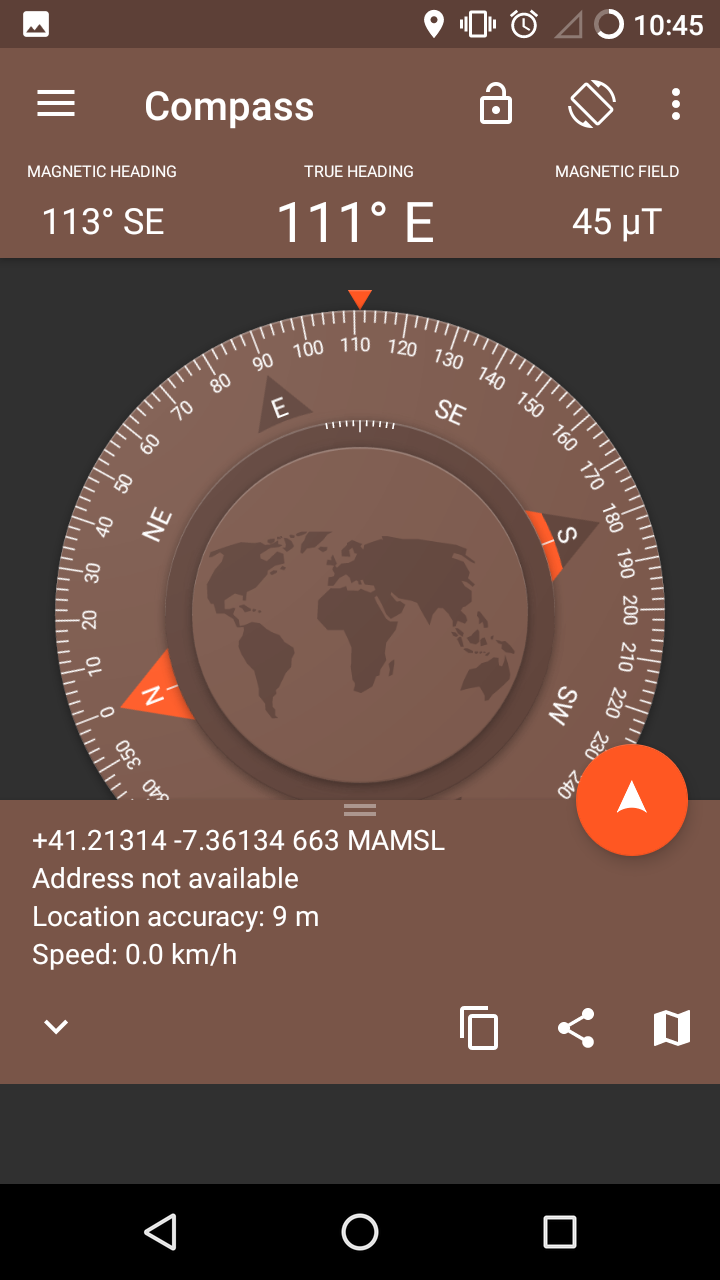 10:45
Compass
MAGNETIC HEADING TRUE HEADING MAGNETIC FIELD
113° SE 111° E 45 µT
0 10 20 30 40 50 60 70 80 90 100 110 120 130 140 150 160 170 180 190 200 210 220 230 240
350 340
N NE E SE S SW
+41.21314 -7.36134 663 MAMSL
Address not available
Location accuracy: 9 m
Speed: 0.0 km/h